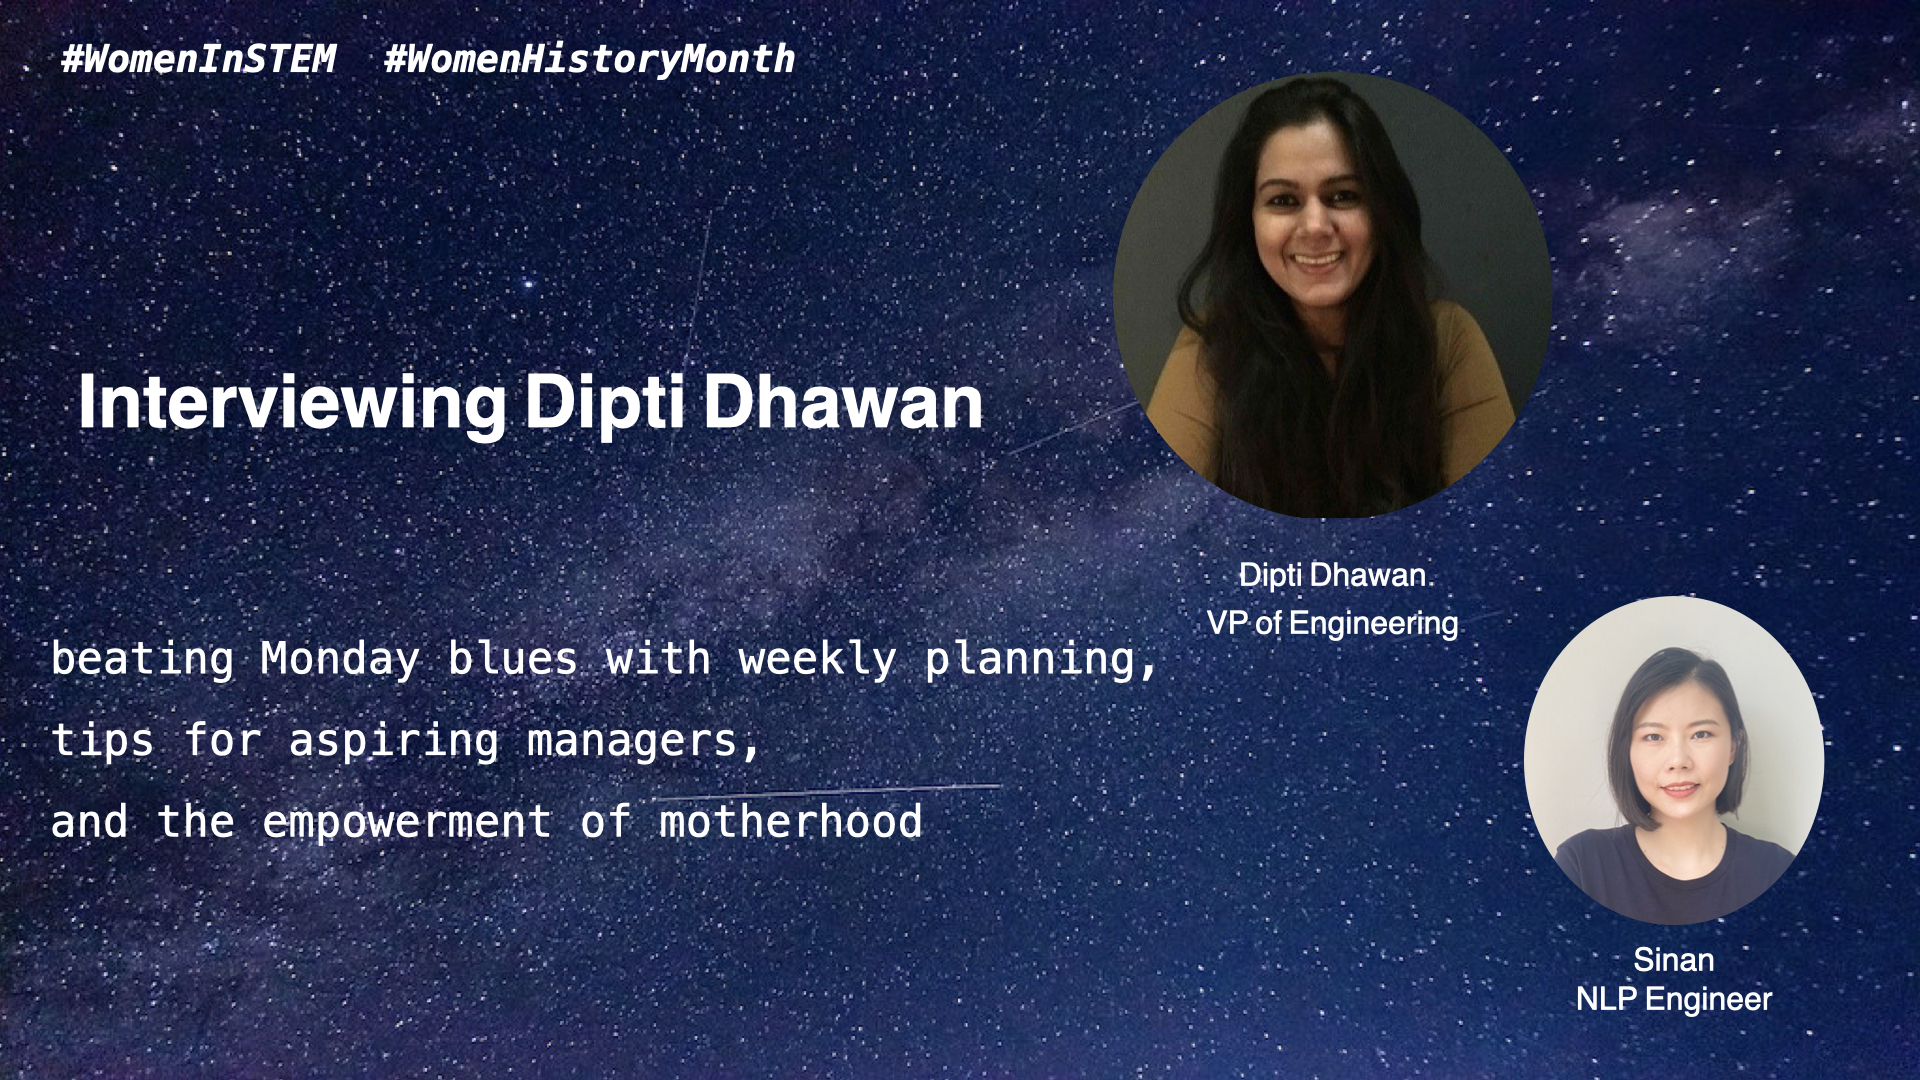 #WomenInSTEM #WomenHistoryMonth
Interviewing Dipti Dhawan
beating Monday blues with weekly planning,
tips for aspiring managers,
and the empowerment of motherhood
Dipti Dhawan.
VP of Engineering
Sinan
NLP Engineer